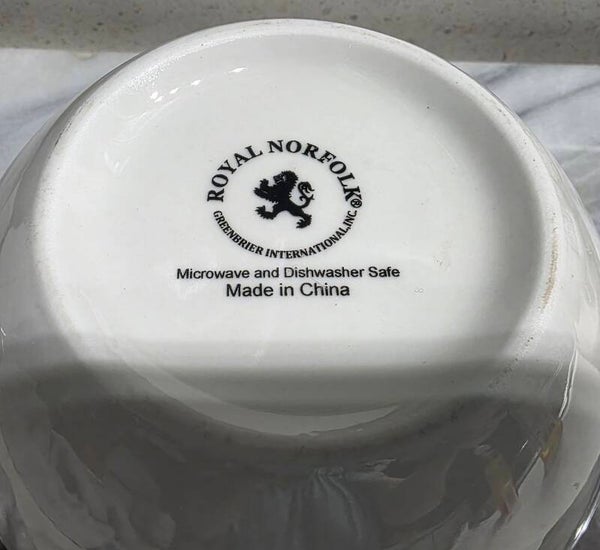 ROYAL NORFOLK®
GREENBRIER INTERNATIONAL, INC.
Microwave and Dishwasher Safe
Made in China